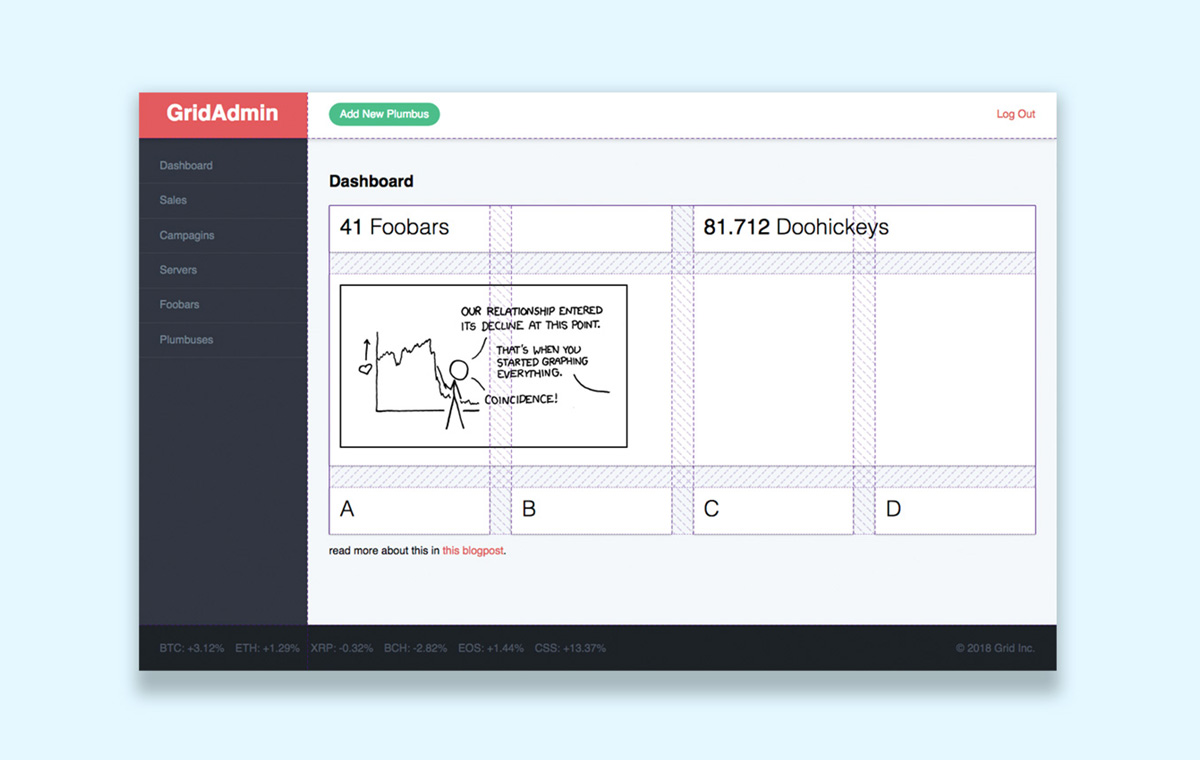 GridAdmin
Add New Plumbus
Log Out
Dashboard
Sales
Campagins
Servers
Foobars
Plumbuses
Dashboard
41 Foobars
81.712 Doohickeys
OUR RELATIONSHIP ENTERED
ITS DECLINE AT THIS POINT.
THAT'S WHEN YOU
STARTED GRAPHING
EVERYTHING.
COINCIDENCE!
A
B
C
D
read more about this in this blogpost.
BTC: +3.12% ETH: +1.29% XRP: -0.32% BCH: -2.82% EOS: +1.44% CSS: +13.37%
© 2018 Grid Inc.